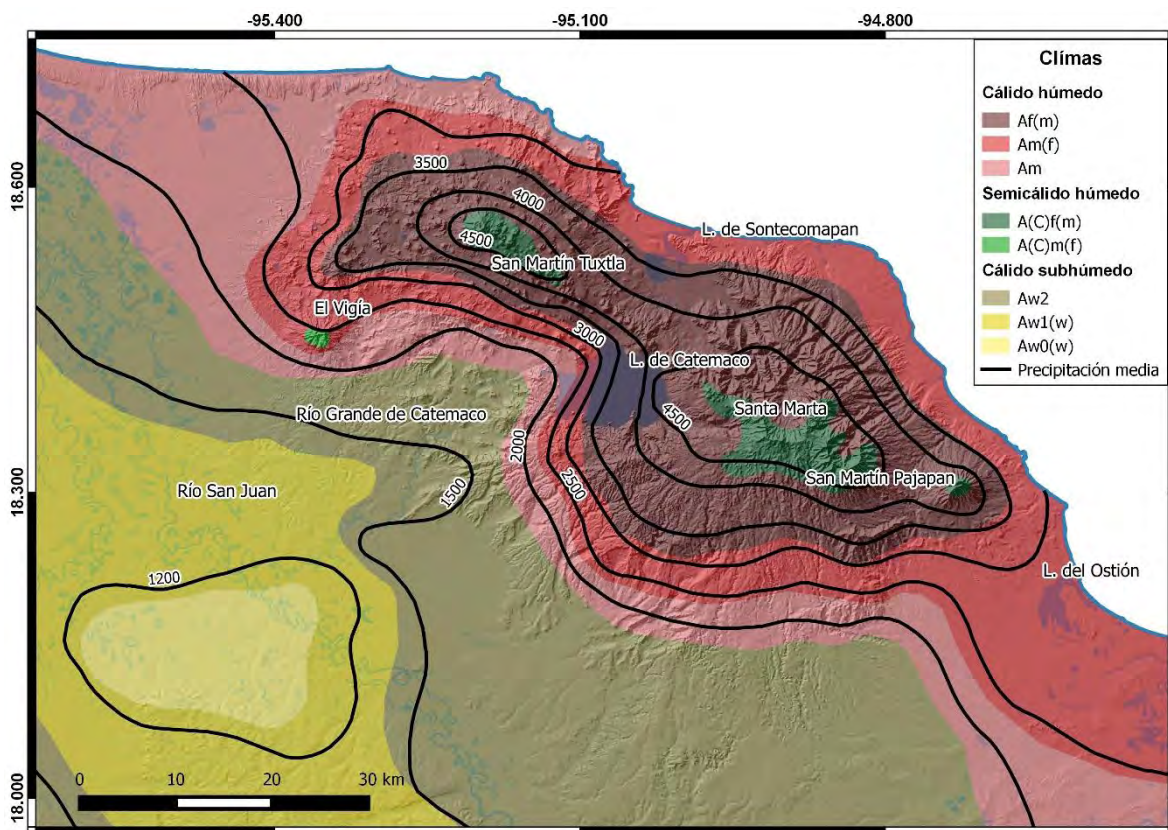 -95.400
-95.100
-94.800
18.600
18.300
18.000
Clímas
Cálido húmedo
Af(m)
Am(f)
Am
Semicálido húmedo
A(C)f(m)
A(C)m(f)
Cálido subhúmedo
Aw2
Aw1(w)
Aw0(w)
Precipitación media
3500
4000
4500
San Martín Tuxtla
L. de Sontecomapan
El Vigía
3000
L. de Catemaco
4500
Santa Marta
Río Grande de Catemaco
2000
2500
San Martín Pajapan
Río San Juan
1500
L. del Ostión
1200
0 10 20 30 km